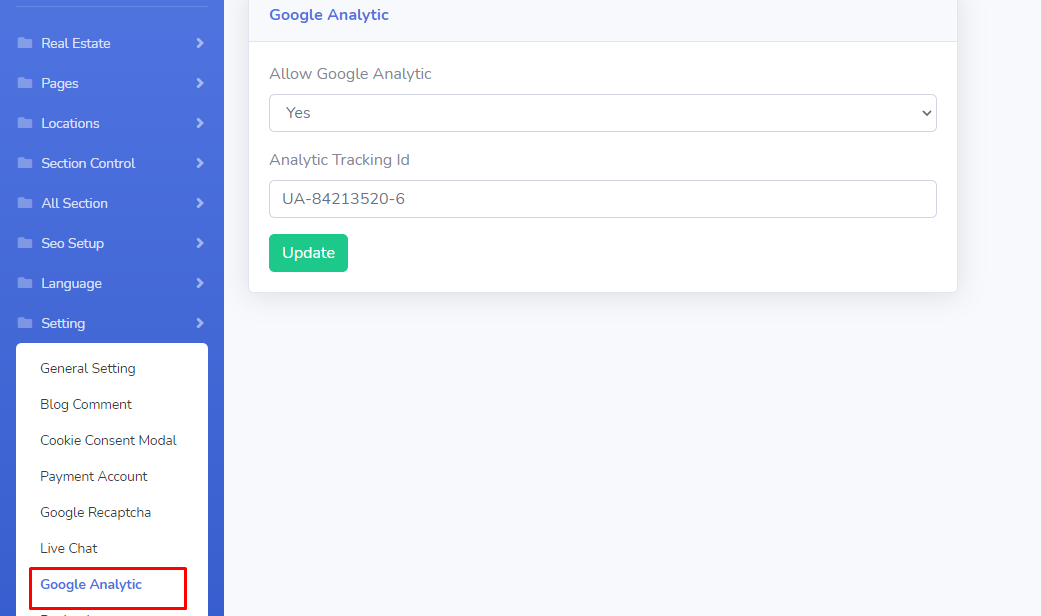 Real Estate
Pages
Locations
Section Control
All Section
Seo Setup
Language
Setting
General Setting
Blog Comment
Cookie Consent Modal
Payment Account
Google Recaptcha
Live Chat
Google Analytic
Google Analytic
Allow Google Analytic
Yes
Analytic Tracking Id
UA-84213520-6
Update